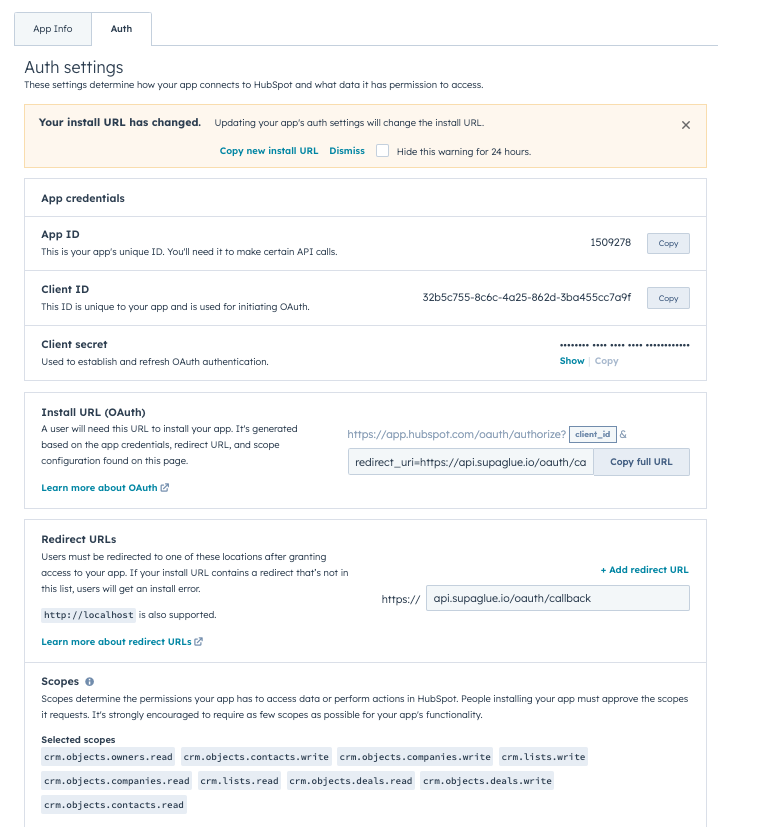 App Info
Auth
Auth settings
These settings determine how your app connects to HubSpot and what data it has permission to access.
Your install URL has changed. Updating your app's auth settings will change the install URL.
Copy new install URL Dismiss Hide this warning for 24 hours.
App credentials
App ID
This is your app's unique ID. You'll need it to make certain API calls.
1509278 Copy
Client ID
This ID is unique to your app and is used for initiating OAuth.
32b5c755-8c6c-4a25-862d-3ba455cc7a9f Copy
Client secret
Used to establish and refresh OAuth authentication.
•••••••• •••• •••• •••• ••••••••••••
Show | Copy
Install URL (OAuth)
A user will need this URL to install your app. It's generated
based on the app credentials, redirect URL, and scope
configuration found on this page.
Learn more about OAuth
https://app.hubspot.com/oauth/authorize? client_id &
redirect_uri=https://api.supaglue.io/oauth/ca Copy full URL
Redirect URLs
Users must be redirected to one of these locations after granting
access to your app. If your install URL contains a redirect that's not in
this list, users will get an install error.
http://localhost is also supported.
Learn more about redirect URLs
+ Add redirect URL
https:// api.supaglue.io/oauth/callback
Scopes
Scopes determine the permissions your app has to access data or perform actions in HubSpot. People installing your app must approve the scopes
it requests. It's strongly encouraged to require as few scopes as possible for your app's functionality.
Selected scopes
crm.objects.owners.read crm.objects.contacts.write crm.objects.companies.write crm.lists.write
crm.objects.companies.read crm.lists.read crm.objects.deals.read crm.objects.deals.write
crm.objects.contacts.read